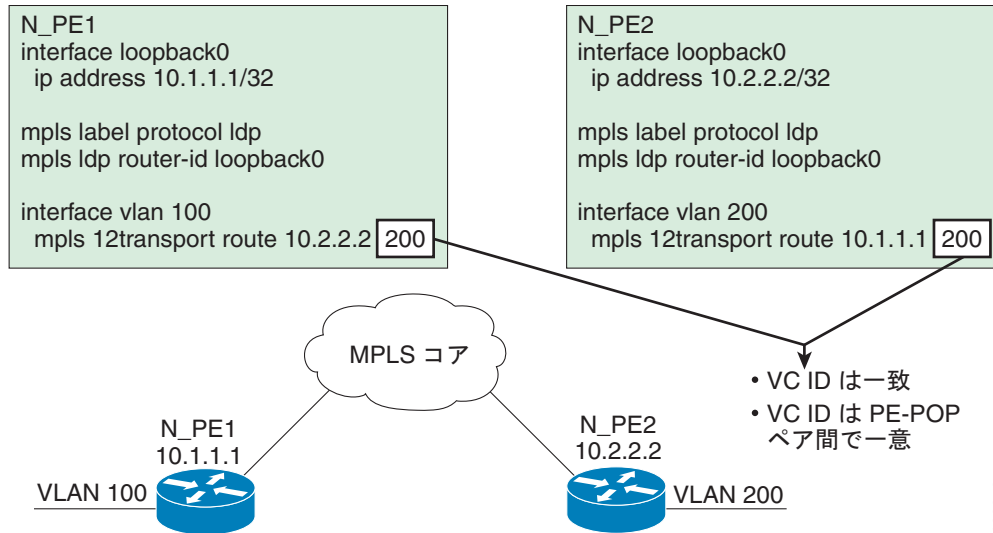 N_PE1
interface loopback0
ip address 10.1.1.1/32
mpls label protocol ldp
mpls ldp router-id loopback0
interface vlan 100
mpls 12transport route 10.2.2.2 200
N_PE2
interface loopback0
ip address 10.2.2.2/32
mpls label protocol ldp
mpls ldp router-id loopback0
interface vlan 200
mpls 12transport route 10.1.1.1 200
MPLS コア
• VC ID は一致
• VC ID は PE-POP
ペア間で一意
N_PE1
10.1.1.1
N_PE2
10.2.2.2
VLAN 100
VLAN 200